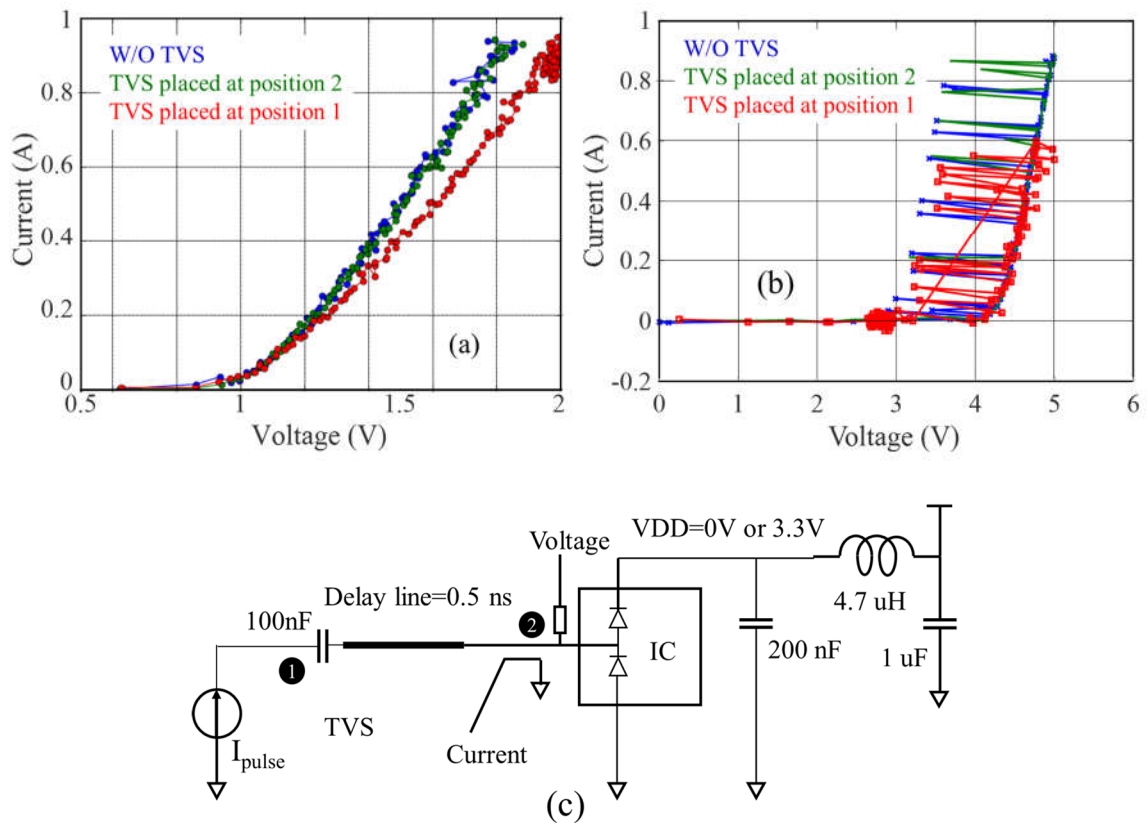 W/O TVS
TVS placed at position 2
TVS placed at position 1
Current (A)
1
0.8
0.6
0.4
0.2
0
(a)
0.5
1
1.5
2
Voltage (V)
W/O TVS
TVS placed at position 2
TVS placed at position 1
Current (A)
1
0.8
0.6
0.4
0.2
0
-0.2
(b)
0
1
2
3
4
5
6
Voltage (V)
VDD=0V or 3.3V
Voltage
Delay line=0.5 ns
100nF
2
4.7 uH
IC
200 nF
1 uF
1
TVS
Current
Ipulse
(c)